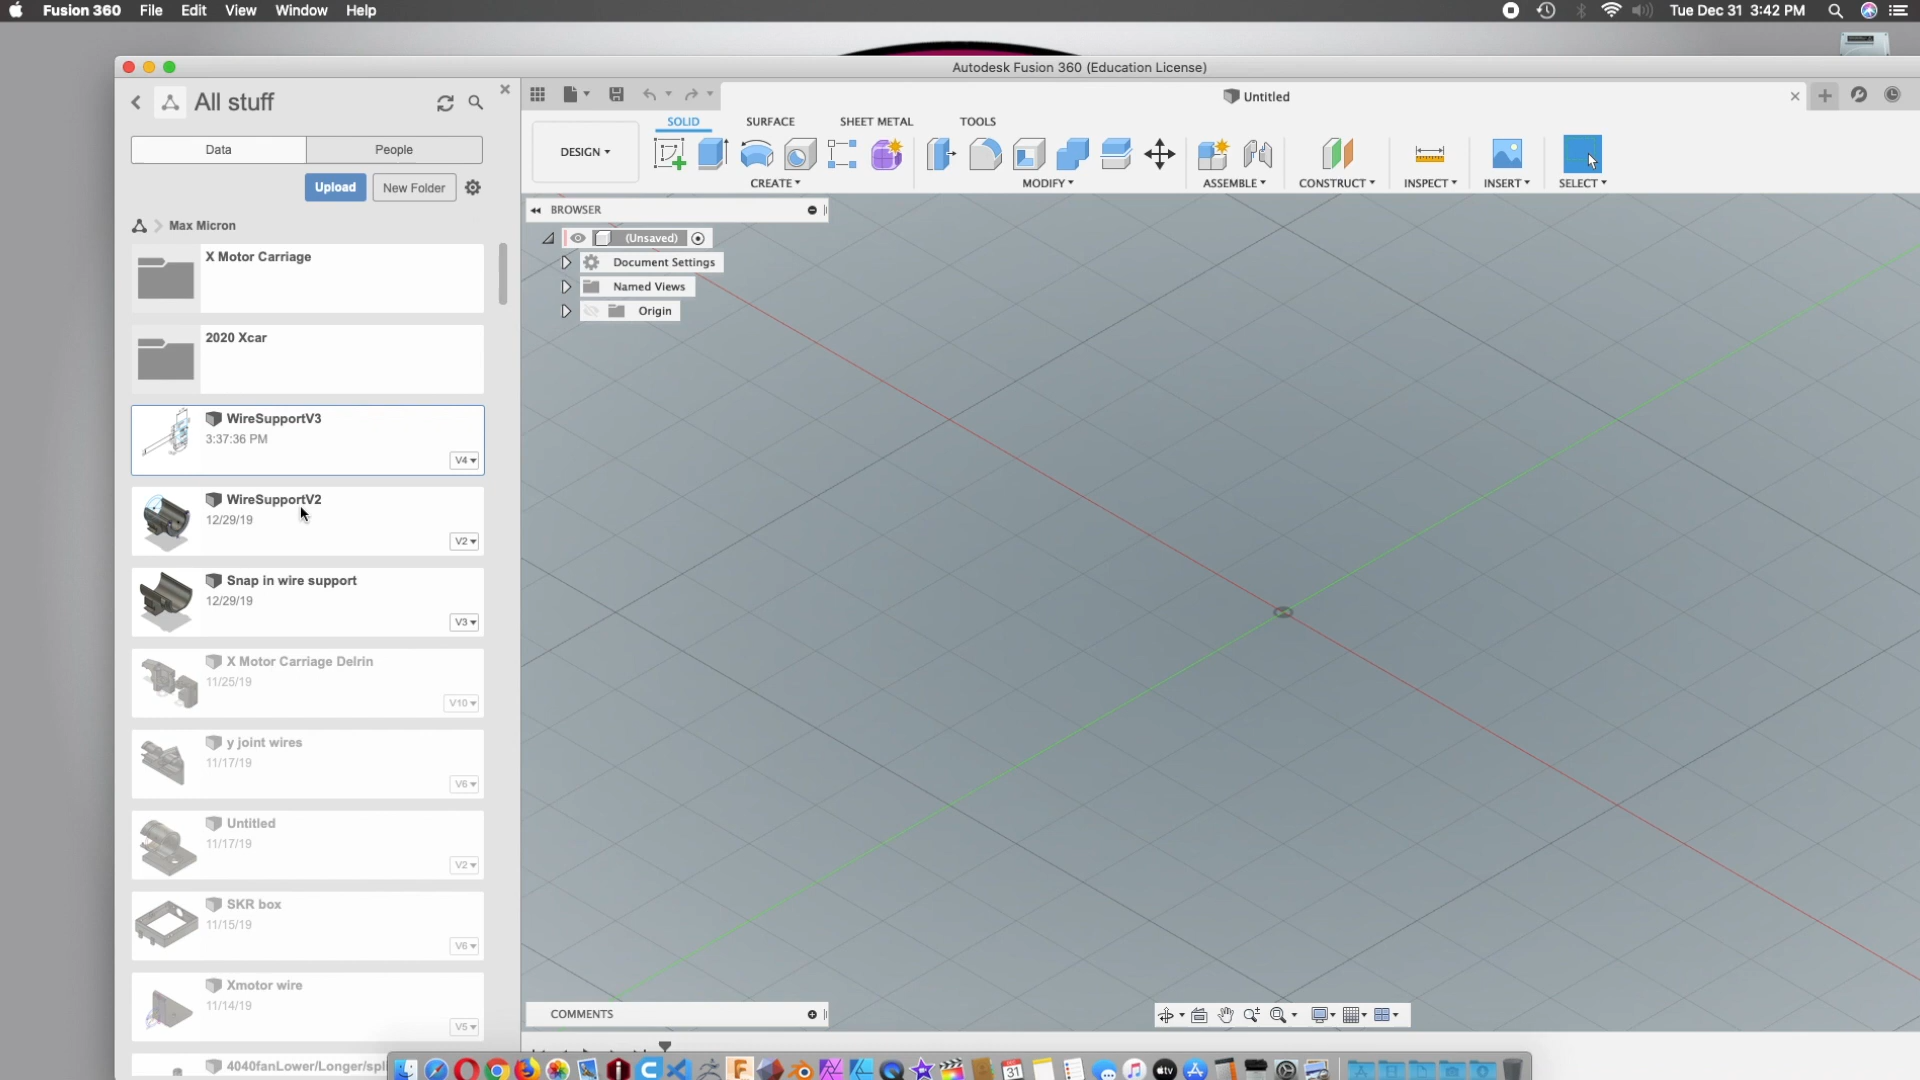 Fusion 360 File Edit View Window Help
Tue Dec 31 3:42 PM
Autodesk Fusion 360 (Education License)
All stuff
Untitled
Data People
Upload New Folder
Max Micron
X Motor Carriage
2020 Xcar
WireSupportV3
3:37:36 PM
V4
WireSupportV2
12/29/19
V2
Snap in wire support
12/29/19
V3
X Motor Carriage Delrin
11/25/19
V10
y joint wires
11/17/19
V6
Untitled
11/17/19
V2
SKR box
11/15/19
V6
Xmotor wire
11/14/19
V5
4040fanLower/Longer/spli
SOLID SURFACE SHEET METAL TOOLS
DESIGN
CREATE MODIFY ASSEMBLE CONSTRUCT INSPECT INSERT SELECT
BROWSER
(Unsaved)
Document Settings
Named Views
Origin
COMMENTS
31
tv